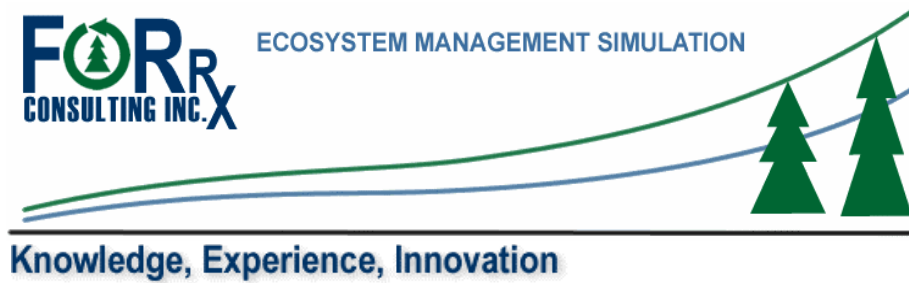 FORRX
ECOSYSTEM MANAGEMENT SIMULATION
CONSULTING INC.
Knowledge, Experience, Innovation